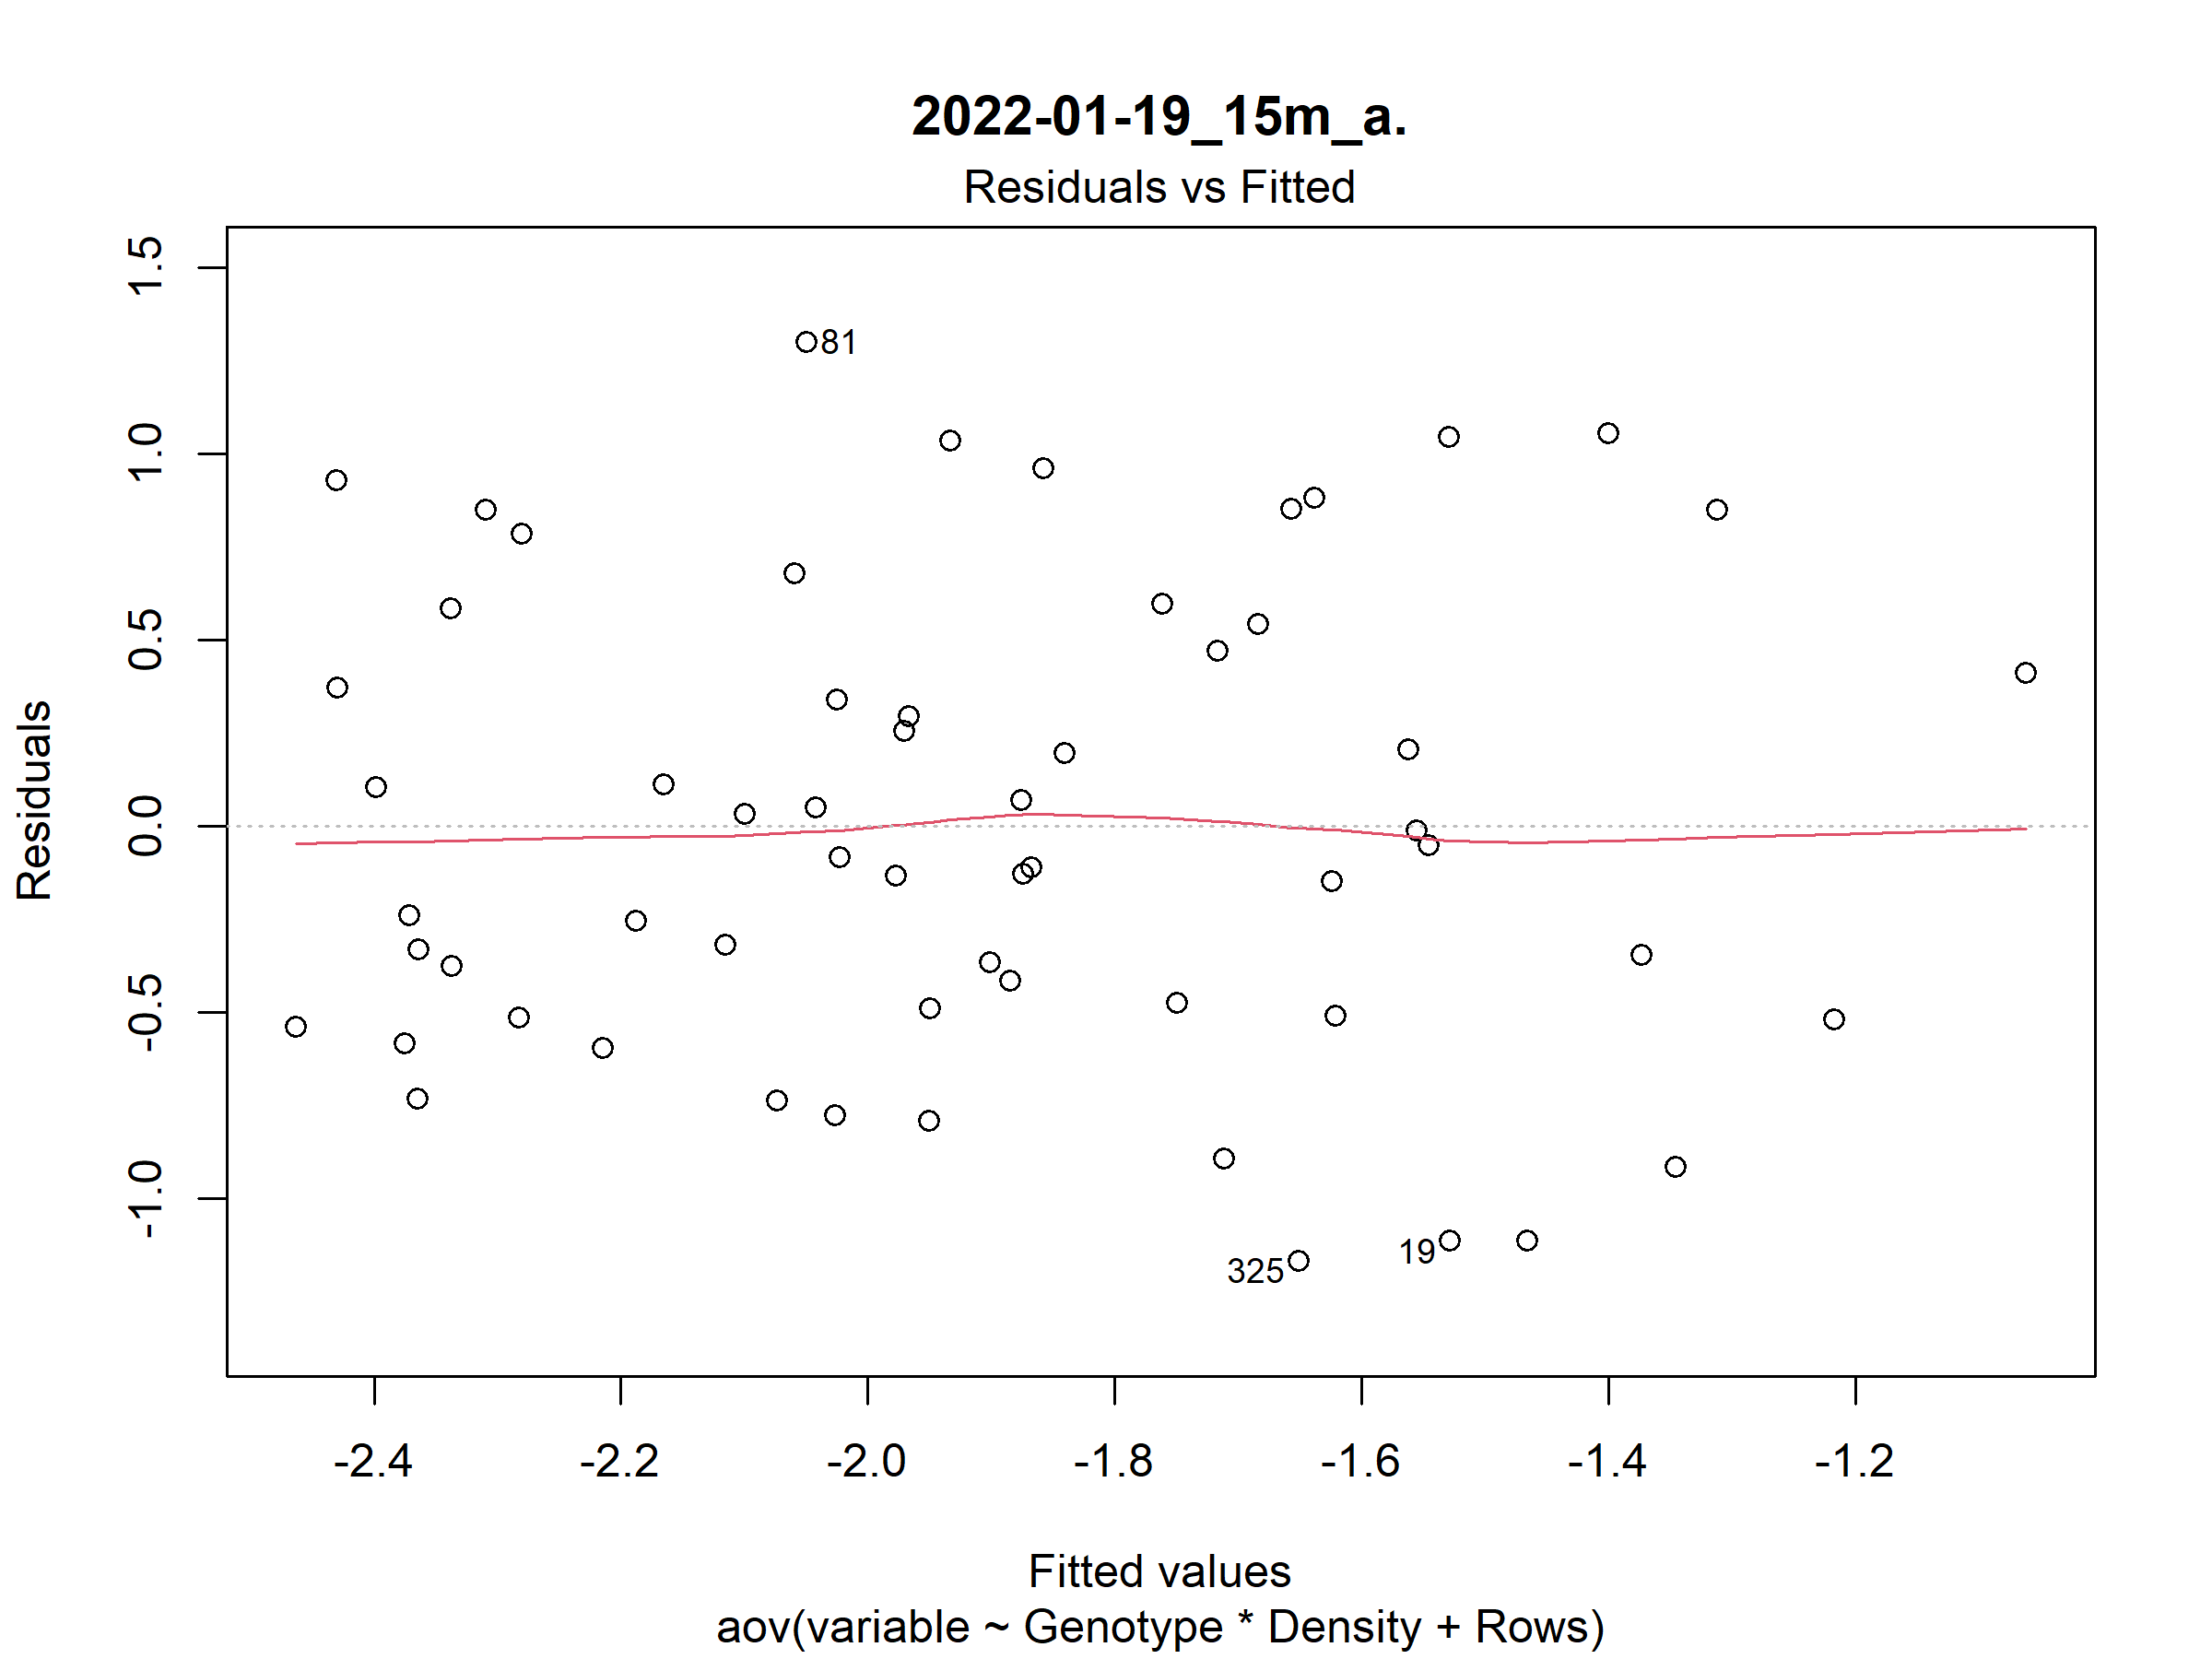 2022-01-19_15m_a.
Residuals vs Fitted
1.5
1.0
0.5
0.0
-0.5
-1.0
Residuals
81
325
19
-2.4 -2.2 -2.0 -1.8 -1.6 -1.4 -1.2
Fitted values
aov(variable ~ Genotype * Density + Rows)